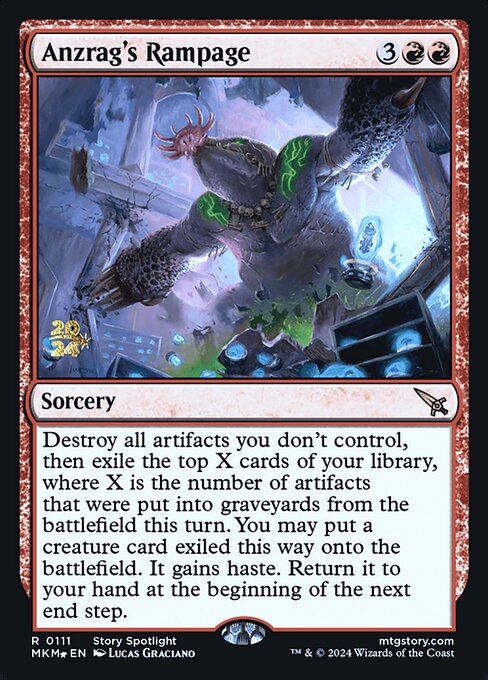 Anzrag's Rampage 3
2024
Sorcery
Destroy all artifacts you don't control,
then exile the top X cards of your library,
where X is the number of artifacts
that were put into graveyards from the
battlefield this turn. You may put a
creature card exiled this way onto the
battlefield. It gains haste. Return it to
your hand at the beginning of the next
end step.
R 0111 Story Spotlight mtgstory.com
MKM★EN Lucas Graciano ™ & © 2024 Wizards of the Coast